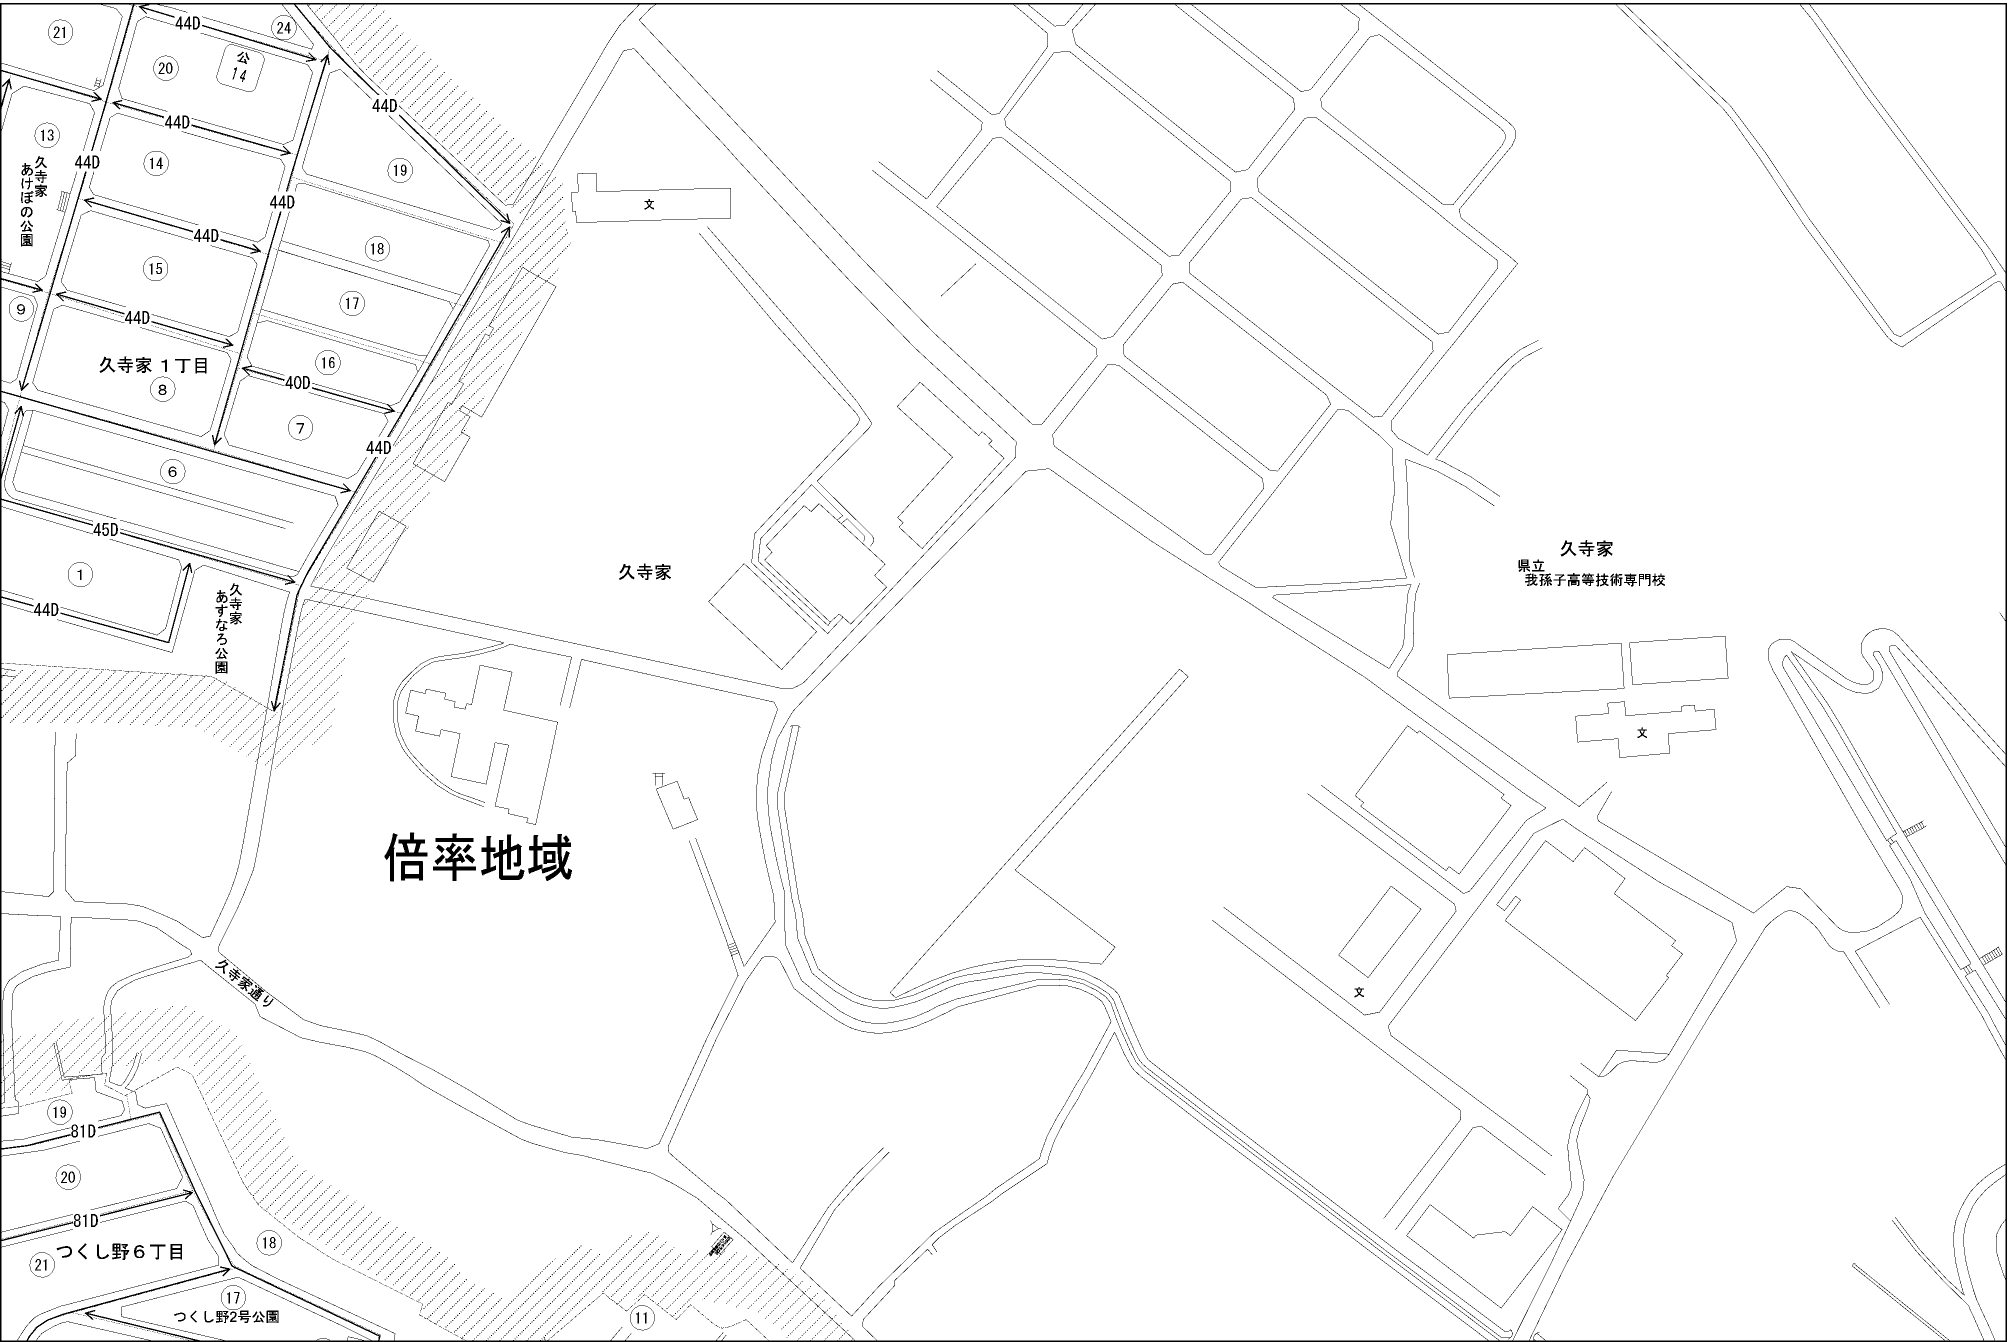 21
44D
24
20
公
14
44D
44D
13
44D
14
19
久寺家
あけぼの公園
44D
文
44D
18
15
17
9
44D
久寺家 1丁目
16
8
40D
7
44D
6
45D
久寺家
県立
我孫子高等技術専門校
久寺家
1
44D
久寺家
あすなろ公園
文
倍率地域
久寺家通り
文
19
81D
20
81D
つくし野6丁目
18
21
17
つくし野2号公園
11